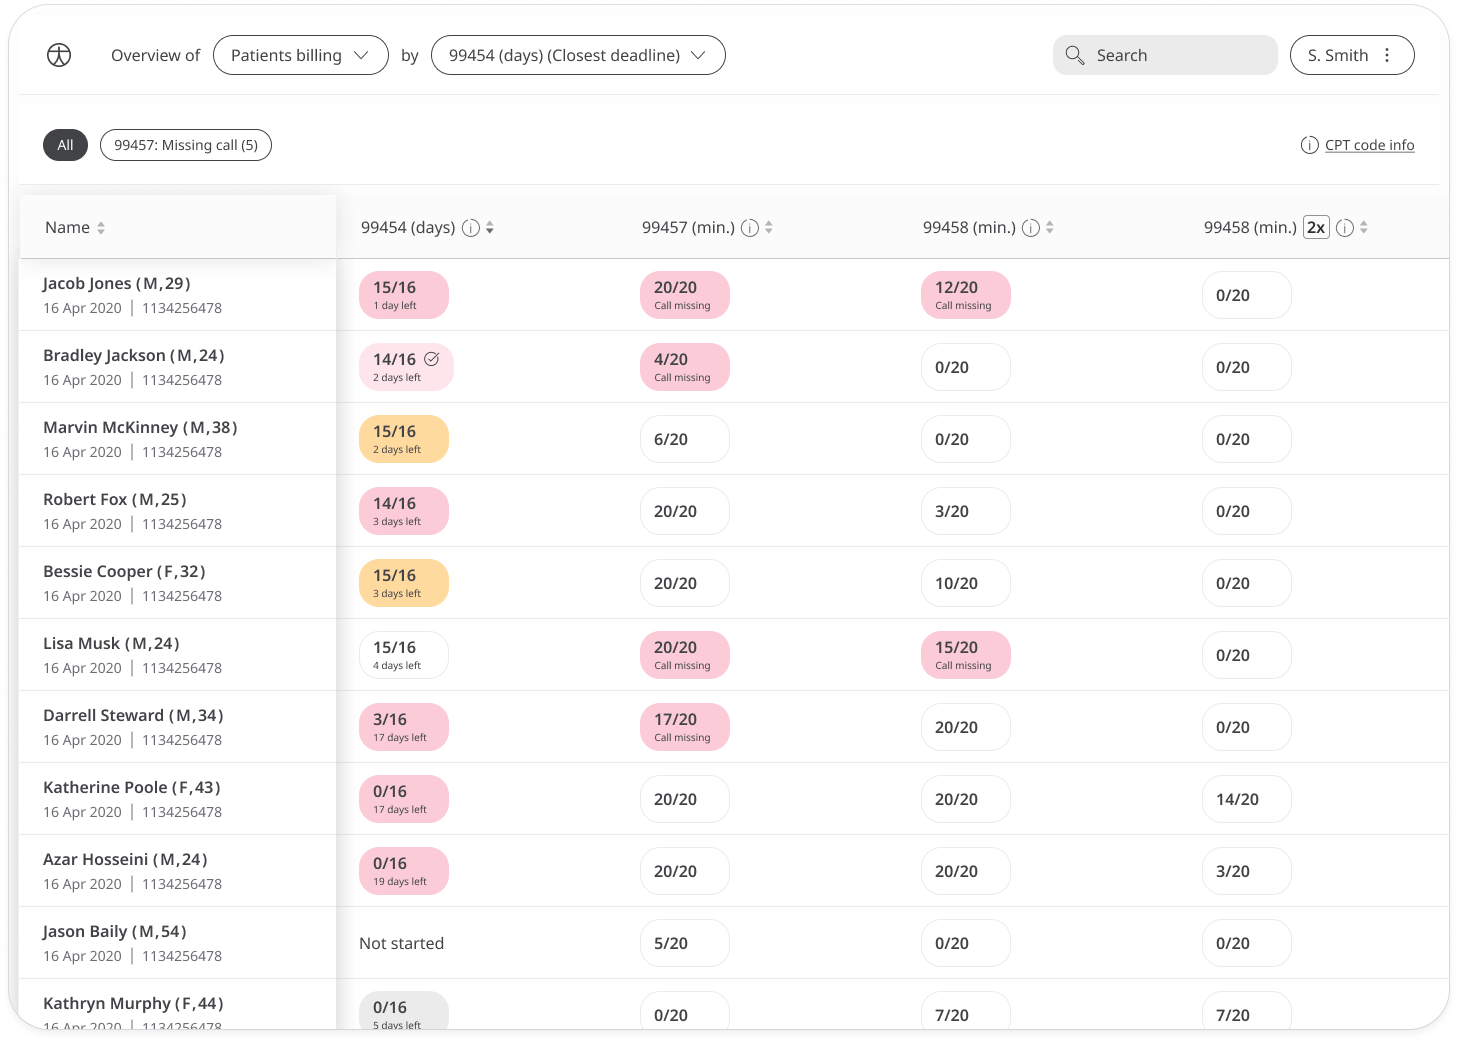 Overview of Patients billing by 99454 (days) (Closest deadline) Search S. Smith
All 99457: Missing call (5) CPT code info
Name 99454 (days) 99457 (min.) 99458 (min.) 99458 (min.) 2x
Jacob Jones (M,29)
16 Apr 2020 | 1134256478
15/16
1 day left
20/20
Call missing
12/20
Call missing
0/20
Bradley Jackson (M,24)
16 Apr 2020 | 1134256478
14/16
2 days left
4/20
Call missing
0/20
0/20
Marvin McKinney (M,38)
16 Apr 2020 | 1134256478
15/16
2 days left
6/20
0/20
0/20
Robert Fox (M,25)
16 Apr 2020 | 1134256478
14/16
3 days left
20/20
3/20
0/20
Bessie Cooper (F,32)
16 Apr 2020 | 1134256478
15/16
3 days left
20/20
10/20
0/20
Lisa Musk (M,24)
16 Apr 2020 | 1134256478
15/16
4 days left
20/20
Call missing
15/20
Call missing
0/20
Darrell Steward (M,34)
16 Apr 2020 | 1134256478
3/16
17 days left
17/20
Call missing
20/20
0/20
Katherine Poole (F,43)
16 Apr 2020 | 1134256478
0/16
17 days left
20/20
20/20
14/20
Azar Hosseini (M,24)
16 Apr 2020 | 1134256478
0/16
19 days left
20/20
20/20
3/20
Jason Baily (M,54)
16 Apr 2020 | 1134256478
Not started
5/20
0/20
0/20
Kathryn Murphy (F,44)
16 Apr 2020 | 1134256478
0/16
5 days left
0/20
7/20
7/20